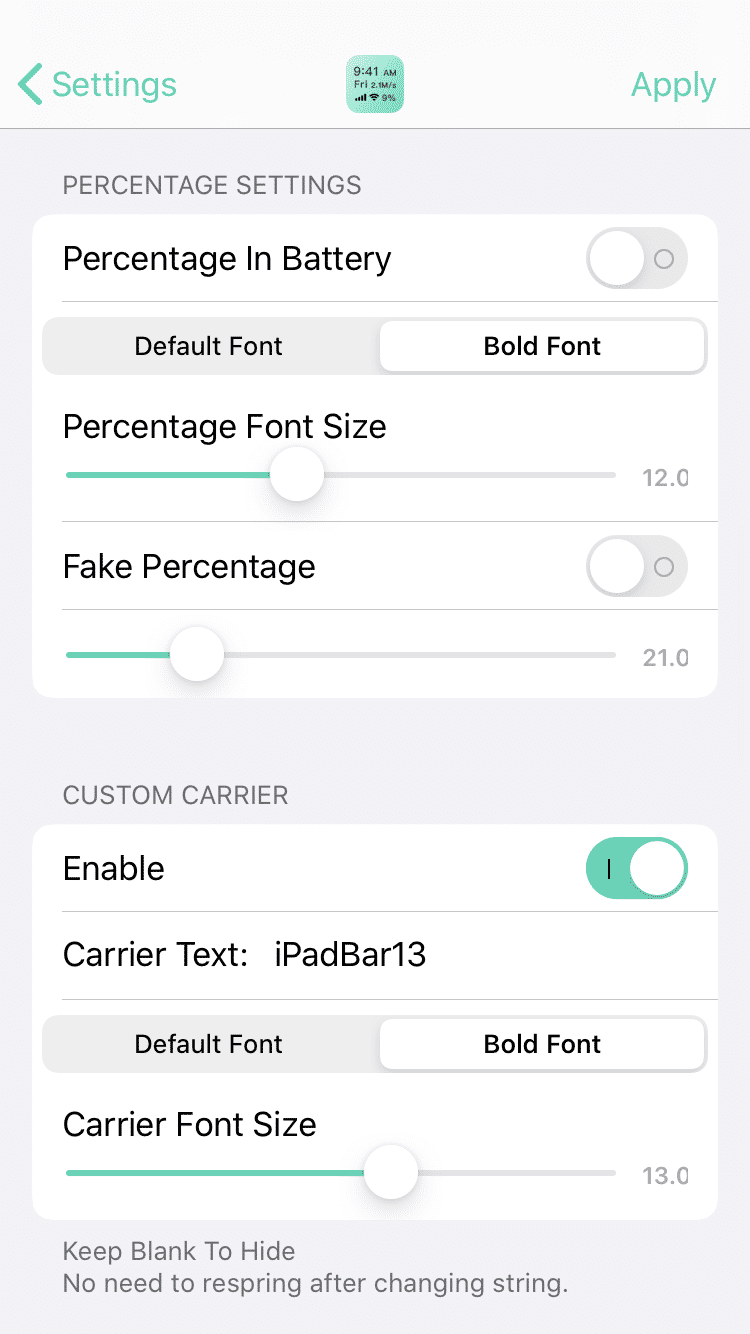 Settings
9:41 AM
Fri 2.1M/s
9%
Apply
PERCENTAGE SETTINGS
Percentage In Battery
Default Font Bold Font
Percentage Font Size
12.0
Fake Percentage
21.0
CUSTOM CARRIER
Enable
Carrier Text: iPadBar13
Default Font Bold Font
Carrier Font Size
13.0
Keep Blank To Hide
No need to respring after changing string.